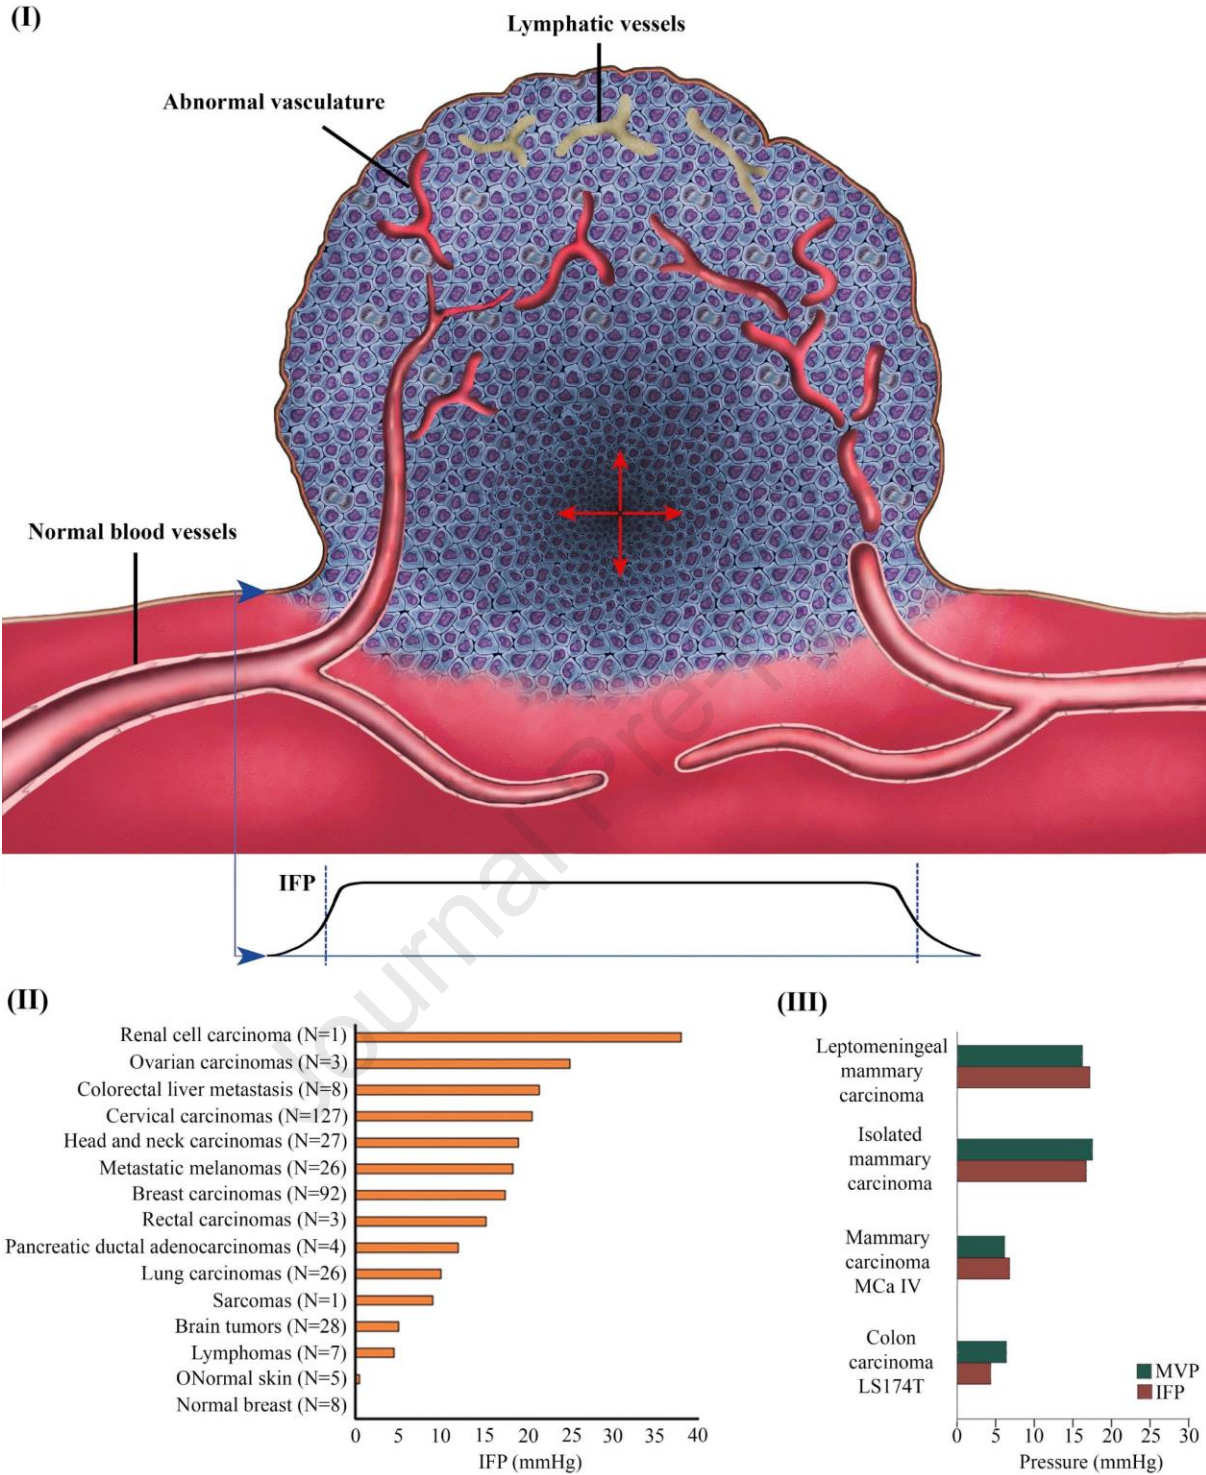 (I)
Lymphatic vessels
Abnormal vasculature
Normal blood vessels
IFP
Journal Pre-
(II)
Renal cell carcinoma (N=1)
Ovarian carcinomas (N=3)
Colorectal liver metastasis (N=8)
Cervical carcinomas (N=127)
Head and neck carcinomas (N=27)
Metastatic melanomas (N=26)
Breast carcinomas (N=92)
Rectal carcinomas (N=3)
Pancreatic ductal adenocarcinomas (N=4)
Lung carcinomas (N=26)
Sarcomas (N=1)
Brain tumors (N=28)
Lymphomas (N=7)
ONormal skin (N=5)
Normal breast (N=8)
0 5 10 15 20 25 30 35 40
IFP (mmHg)
(III)
Leptomeningeal
mammary
carcinoma
Isolated
mammary
carcinoma
Mammary
carcinoma
MCa IV
Colon
carcinoma
LS174T
MVP
IFP
0 5 10 15 20 25 30
Pressure (mmHg)